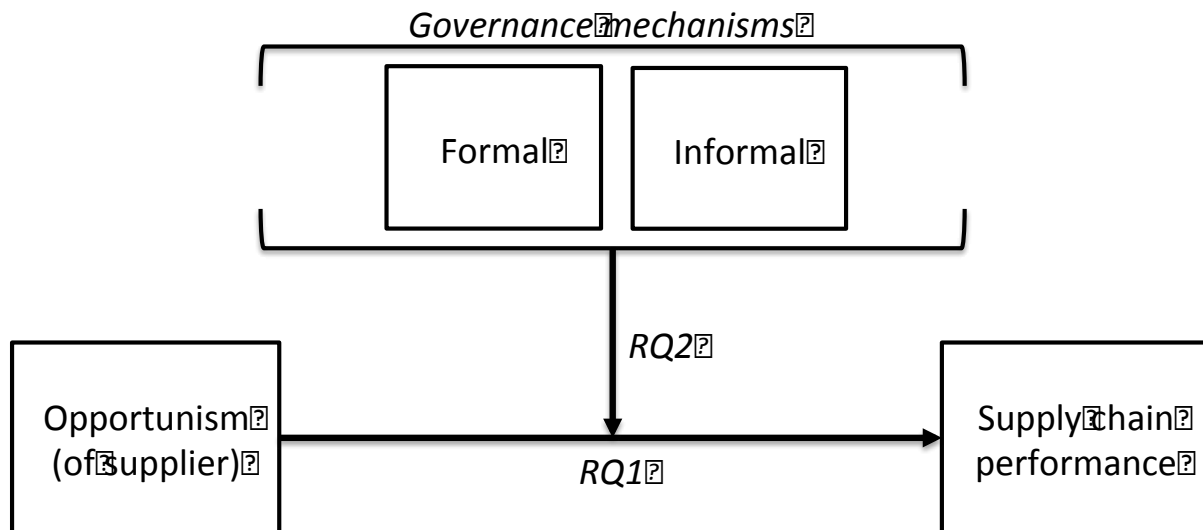 Governance⍰mechanisms⍰
Formal⍰
Informal⍰
RQ2⍰
Opportunism⍰
(of⍰supplier)⍰
RQ1⍰
Supply⍰chain⍰
performance⍰